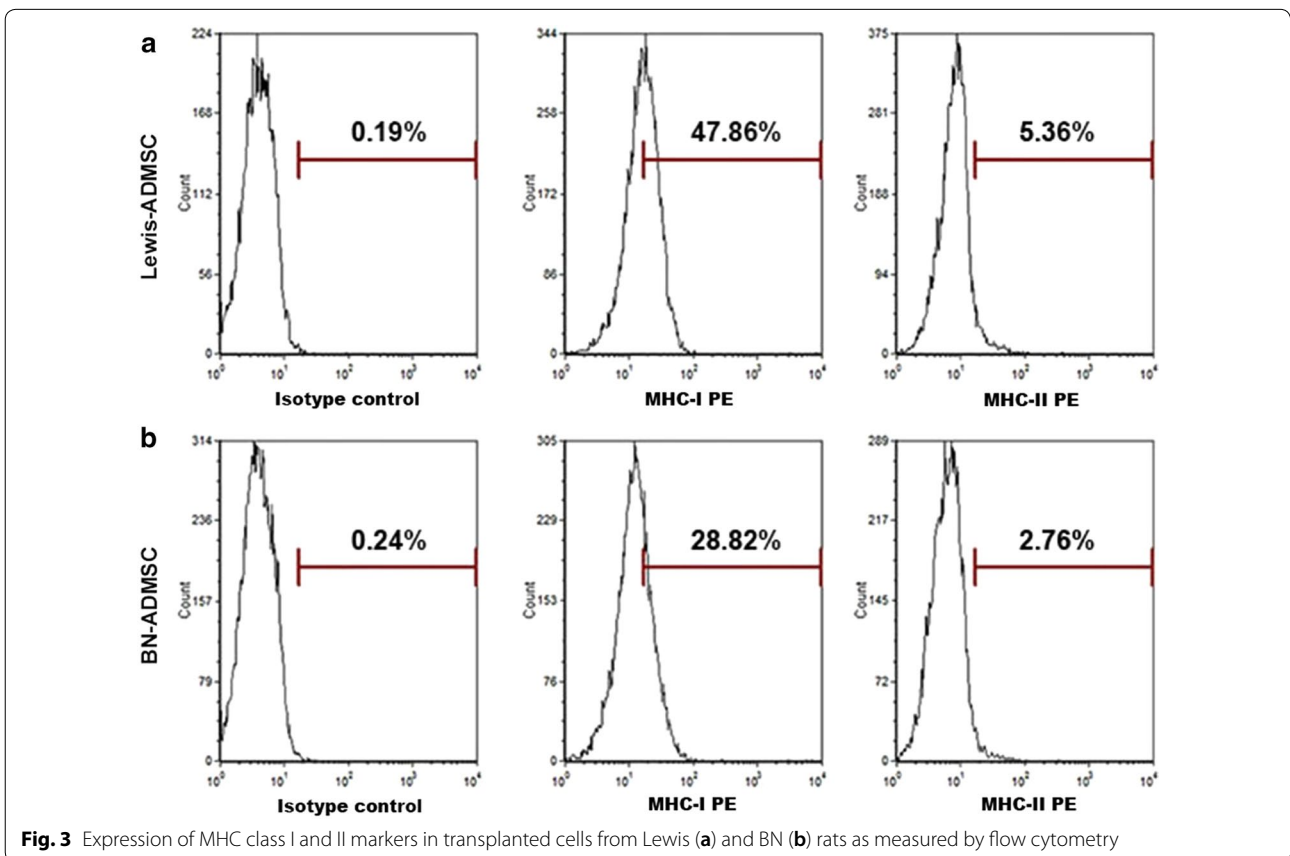 a
Lewis-ADMSC
224
168
112
56
0
Count
0.19%
10⁰ 10¹ 10² 10³ 10⁴
Isotype control
344
258
172
86
0
Count
47.86%
10⁰ 10¹ 10² 10³ 10⁴
MHC-I PE
375
281
188
94
0
Count
5.36%
10⁰ 10¹ 10² 10³ 10⁴
MHC-II PE
b
BN-ADMSC
314
236
157
79
0
Count
0.24%
10⁰ 10¹ 10² 10³ 10⁴
Isotype control
305
229
153
76
0
Count
28.82%
10⁰ 10¹ 10² 10³ 10⁴
MHC-I PE
289
217
145
72
0
Count
2.76%
10⁰ 10¹ 10² 10³ 10⁴
MHC-II PE
Fig. 3 Expression of MHC class I and II markers in transplanted cells from Lewis (a) and BN (b) rats as measured by flow cytometry